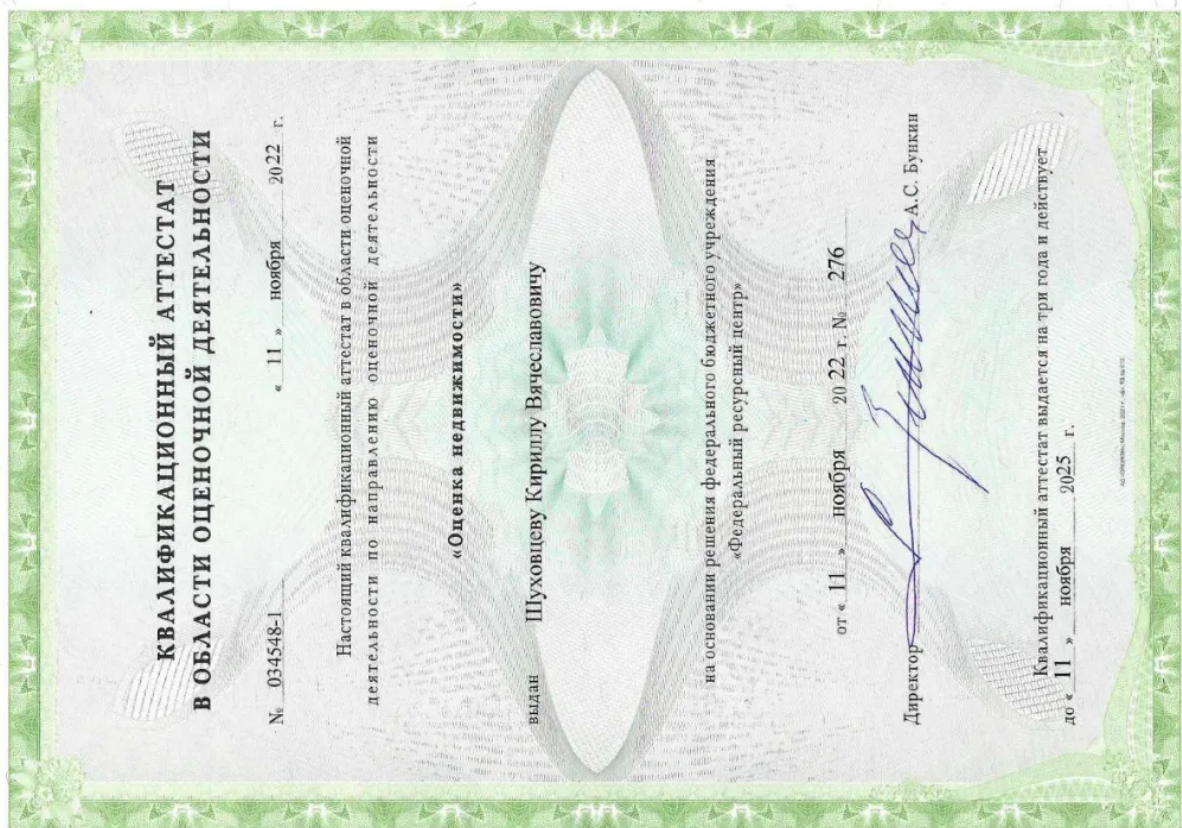 КВАЛИФИКАЦИОННЫЙ АТТЕСТАТ
В ОБЛАСТИ ОЦЕНОЧНОЙ ДЕЯТЕЛЬНОСТИ
№ 034548-1 « 11 » ноября 2022 г.
Настоящий квалификационный аттестат в области оценочной
деятельности по направлению оценочной деятельности
«Оценка недвижимости»
выдан Шуховцеву Кириллу Вячеславовичу
на основании решения федерального бюджетного учреждения
«Федеральный ресурсный центр»
от « 11 » ноября 20 22 г. № 276
Директор А.С. Бункин
Квалификационный аттестат выдается на три года и действует
до « 11 » ноября 2025 г.